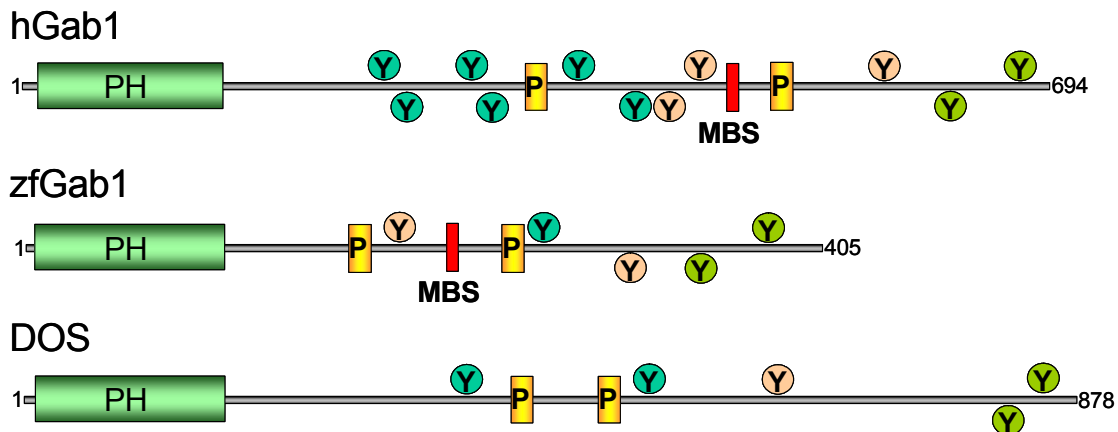 hGab1
Y Y Y Y Y Y
1 PH P P 694
Y Y Y Y Y
MBS
zfGab1
Y Y Y
1 PH P P 405
Y Y
MBS
DOS
Y Y Y Y
1 PH P P 878
Y